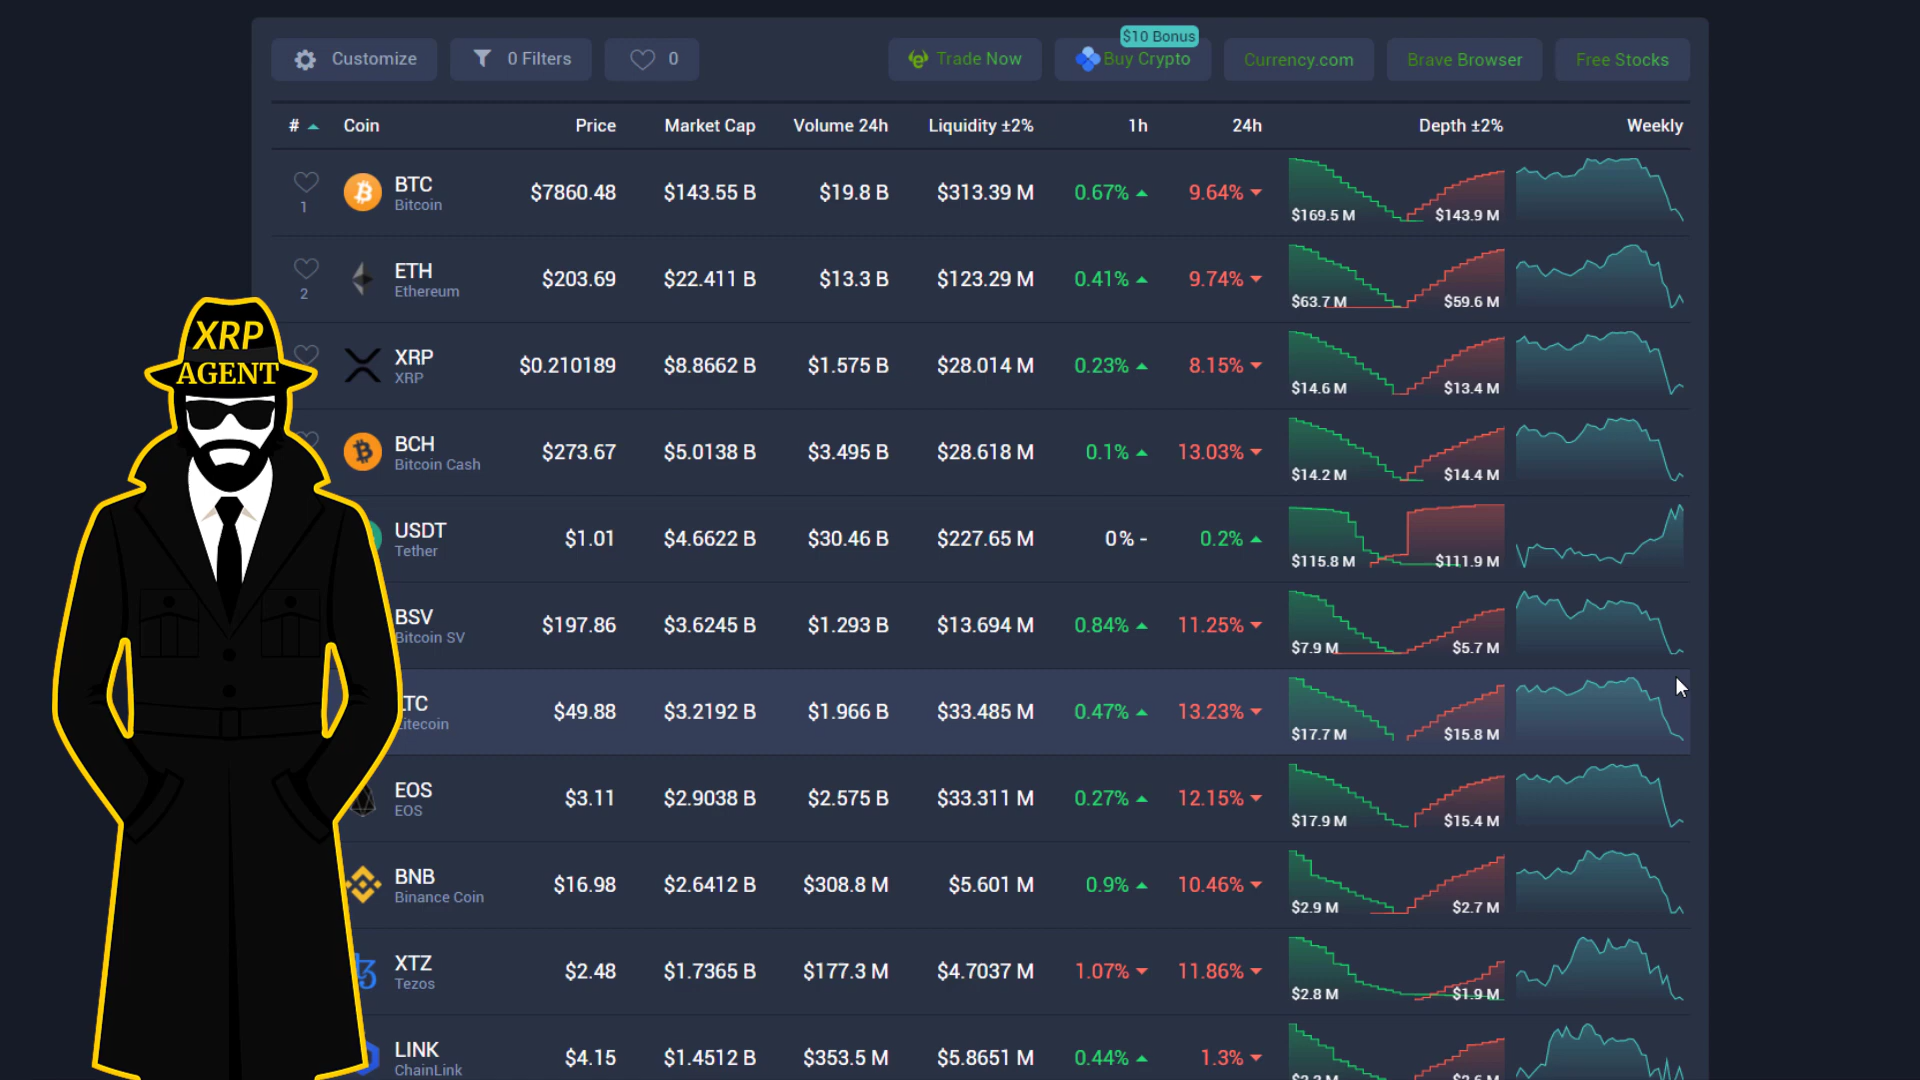 $10 Bonus
Customize 0 Filters 0 Trade Now Buy Crypto Currency.com Brave Browser Free Stocks
# Coin Price Market Cap Volume 24h Liquidity ±2% 1h 24h Depth ±2% Weekly
1 BTC Bitcoin $7860.48 $143.55 B $19.8 B $313.39 M 0.67% 9.64% $169.5 M $143.9 M
2 ETH Ethereum $203.69 $22.411 B $13.3 B $123.29 M 0.41% 9.74% $63.7 M $59.6 M
XRP
AGENT
XRP XRP $0.210189 $8.8662 B $1.575 B $28.014 M 0.23% 8.15% $14.6 M $13.4 M
BCH Bitcoin Cash $273.67 $5.0138 B $3.495 B $28.618 M 0.1% 13.03% $14.2 M $14.4 M
USDT Tether $1.01 $4.6622 B $30.46 B $227.65 M 0% - 0.2% $115.8 M $111.9 M
BSV Bitcoin SV $197.86 $3.6245 B $1.293 B $13.694 M 0.84% 11.25% $7.9 M $5.7 M
LTC Litecoin $49.88 $3.2192 B $1.966 B $33.485 M 0.47% 13.23% $17.7 M $15.8 M
EOS EOS $3.11 $2.9038 B $2.575 B $33.311 M 0.27% 12.15% $17.9 M $15.4 M
BNB Binance Coin $16.98 $2.6412 B $308.8 M $5.601 M 0.9% 10.46% $2.9 M $2.7 M
XTZ Tezos $2.48 $1.7365 B $177.3 M $4.7037 M 1.07% 11.86% $2.8 M $1.9 M
LINK ChainLink $4.15 $1.4512 B $353.5 M $5.8651 M 0.44% 1.3%